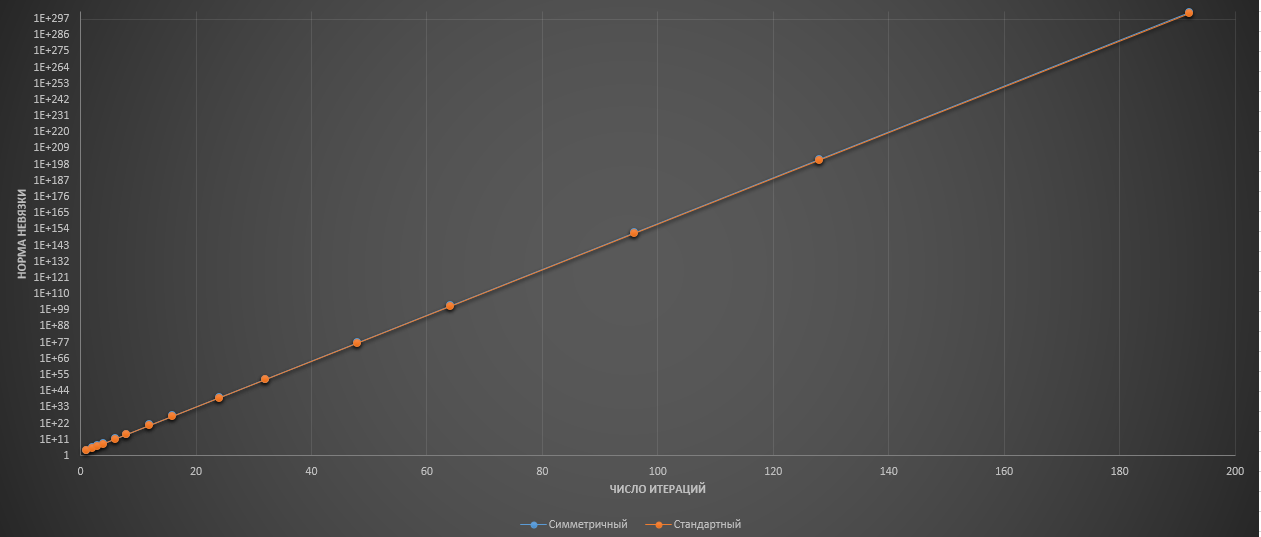 1E+297
1E+286
1E+275
1E+264
1E+253
1E+242
1E+231
1E+220
1E+209
1E+198
1E+187
1E+176
1E+165
1E+154
1E+143
1E+132
1E+121
1E+110
1E+99
1E+88
1E+77
1E+66
1E+55
1E+44
1E+33
1E+22
1E+11
1
НОРМА НЕВЯЗКИ
0 20 40 60 80 100 120 140 160 180 200
ЧИСЛО ИТЕРАЦИЙ
Симметричный Стандартный